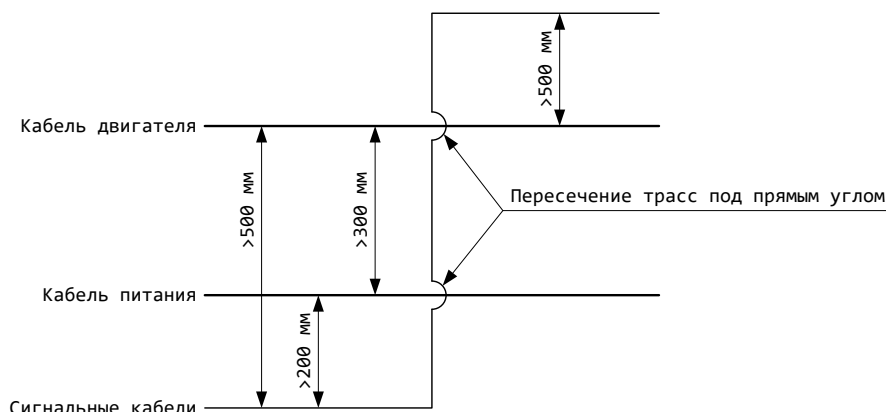 >500 мм
Кабель двигателя
>500 мм
>300 мм
Пересечение трасс под прямым углом
Кабель питания
>200 мм
Сигнальные кабели